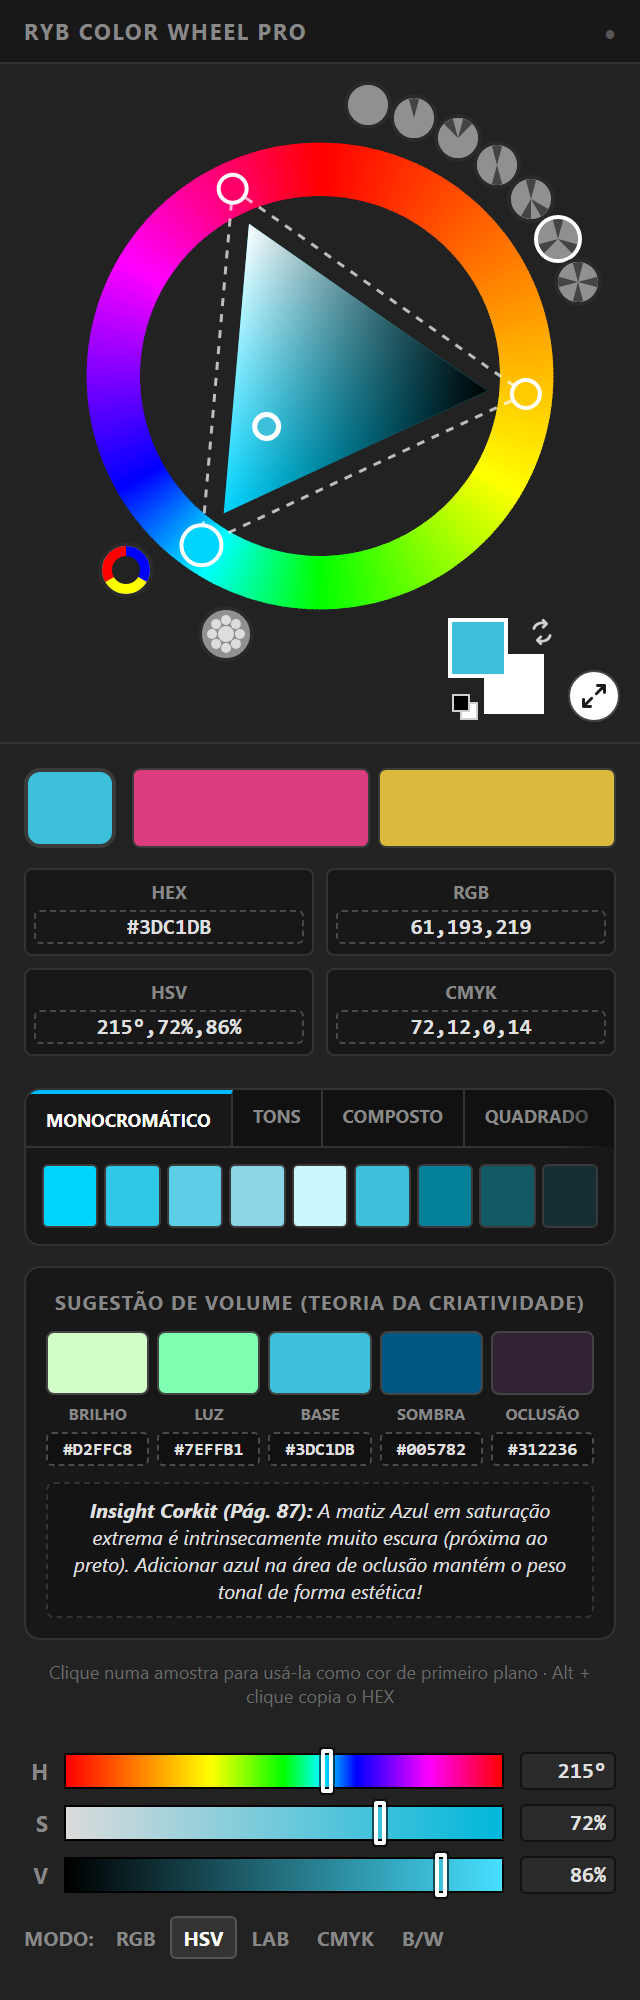 RYB COLOR WHEEL PRO
HEX
#3DC1DB
RGB
61,193,219
HSV
215º,72%,86%
CMYK
72,12,0,14
MONOCROMÁTICO
TONS
COMPOSTO
QUADRADO
SUGESTÃO DE VOLUME (TEORIA DA CRIATIVIDADE)
BRILHO
LUZ
BASE
SOMBRA
OCLUSÃO
#D2FFC8
#7EFFB1
#3DC1DB
#005782
#312236
Insight Corkit (Pág. 87): A matiz Azul em saturação
extrema é intrinsecamente muito escura (próxima ao
preto). Adicionar azul na área de oclusão mantém o peso
tonal de forma estética!
Clique numa amostra para usá-la como cor de primeiro plano · Alt +
clique copia o HEX
H
215º
S
72%
V
86%
MODO:
RGB
HSV
LAB
CMYK
B/W